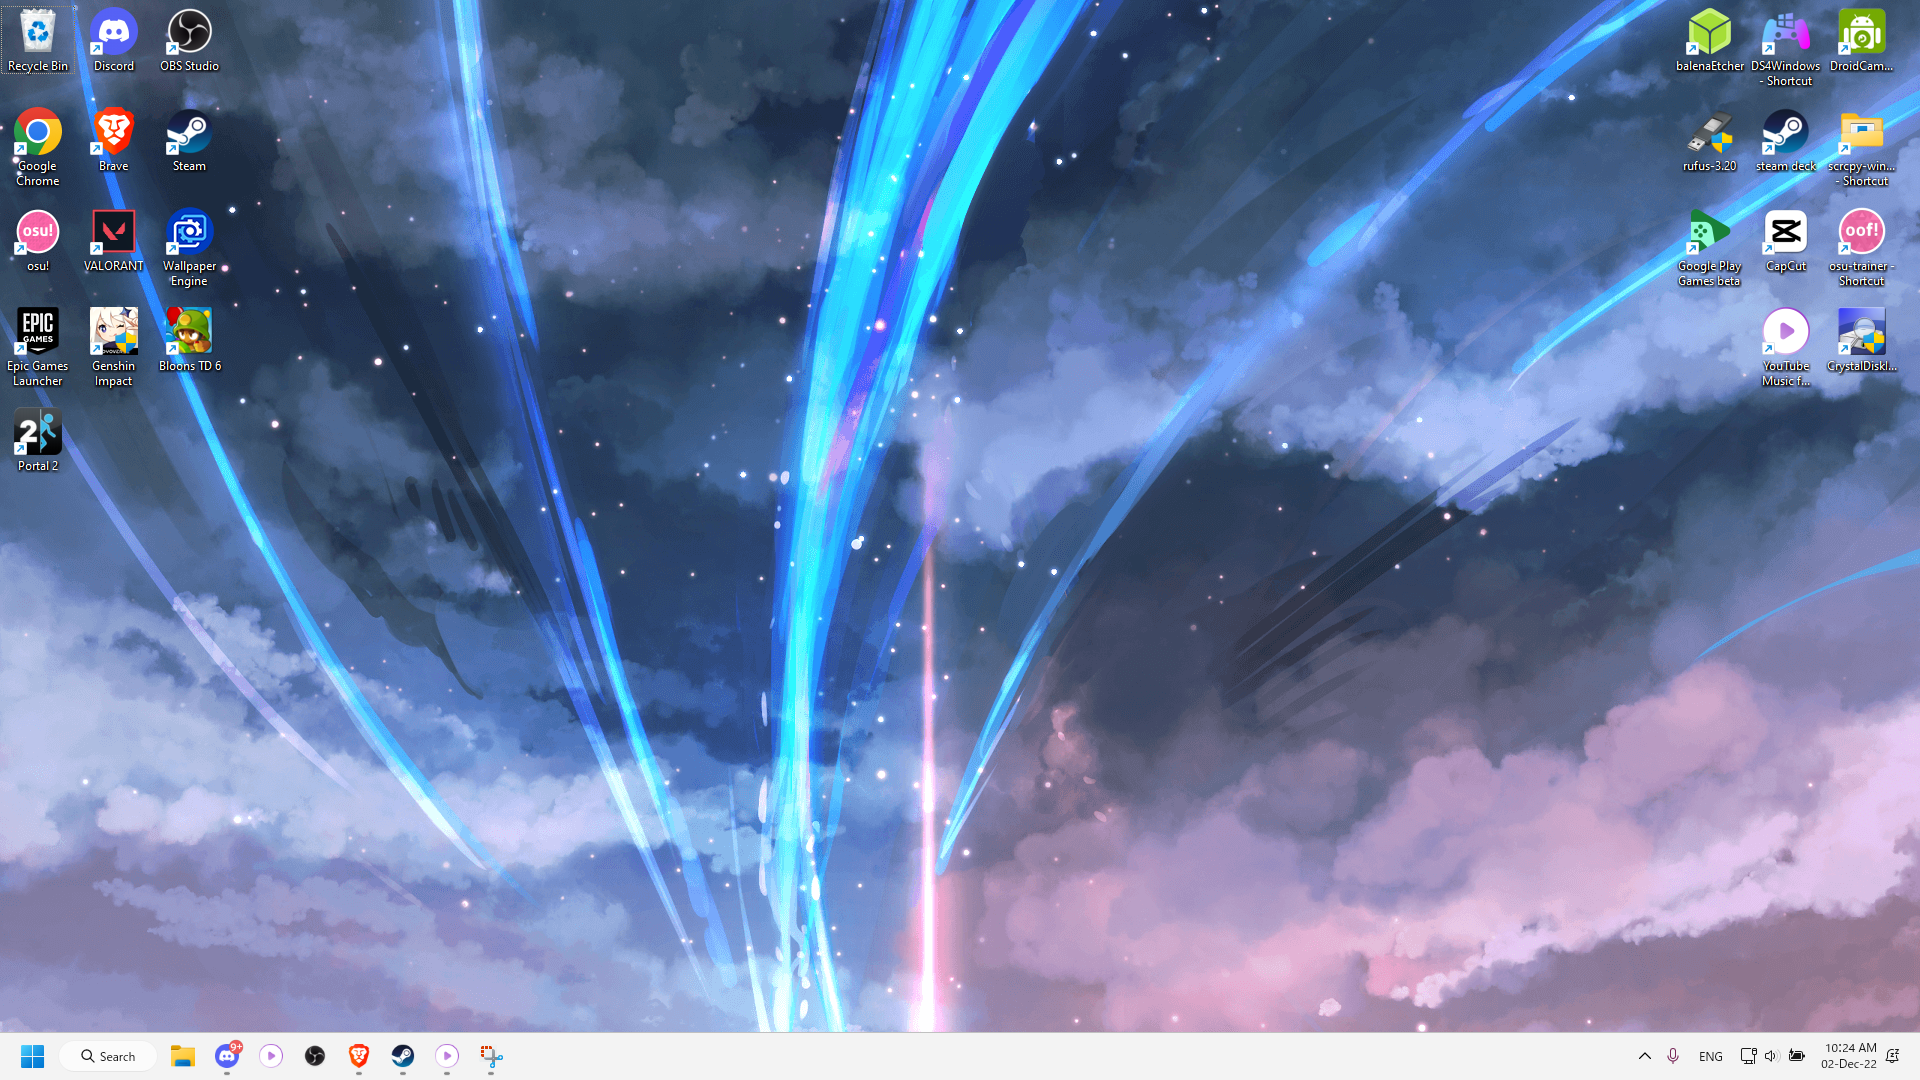 Recycle Bin
Discord
OBS Studio
Google
Chrome
Brave
Steam
osu!
osu!
VALORANT
Wallpaper
Engine
EPIC
GAMES
Epic Games
Launcher
Genshin
Impact
Bloons TD 6
2
Portal 2
balenaEtcher
DS4Windows
- Shortcut
DroidCam...
rufus-3.20
steam deck
scrcpy-win...
- Shortcut
Google Play
Games beta
CapCut
oof!
osu-trainer -
Shortcut
YouTube
Music f...
CrystalDiskI...
Search
9+
ENG
10:24 AM
02-Dec-22